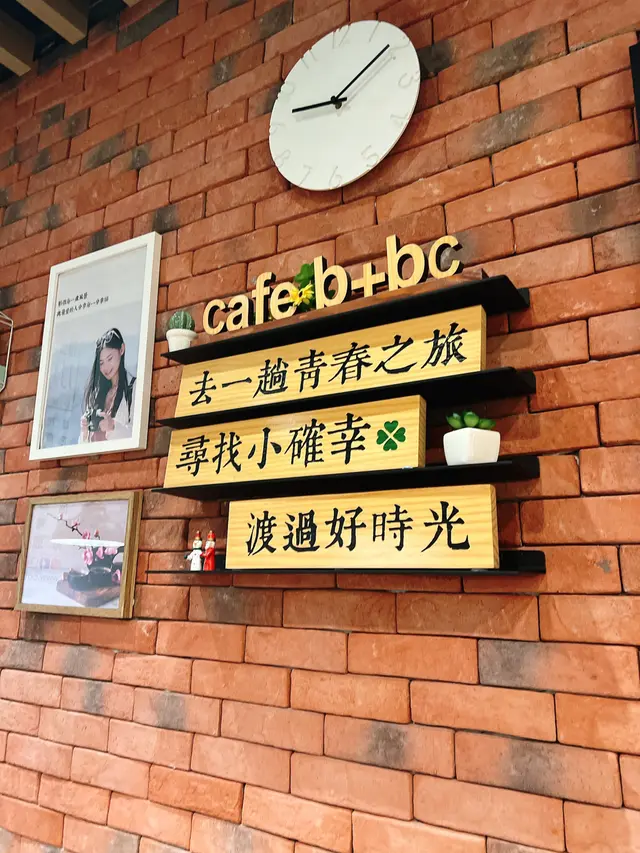 cafe b+bc
去一趟青春之旅
尋找小確幸
渡過好時光